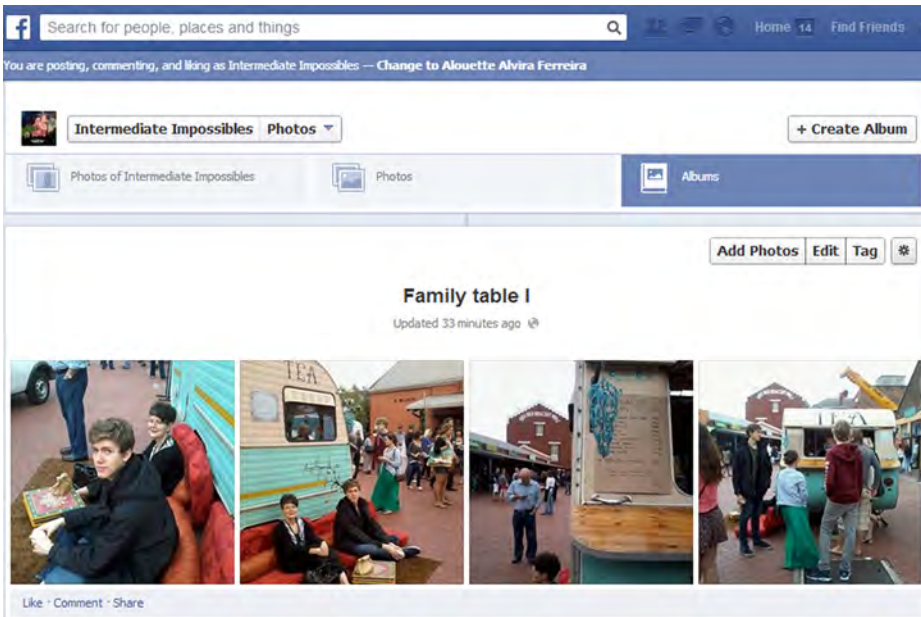 f Search for people, places and things Home 14 Find Friends
You are posting, commenting, and liking as Intermediate Impossibles — Change to Alouette Alvira Ferreira
Intermediate Impossibles Photos + Create Album
Photos of Intermediate Impossibles Photos Albums
Add Photos Edit Tag
Family table I
Updated 33 minutes ago
TEA
TEA
Like · Comment · Share